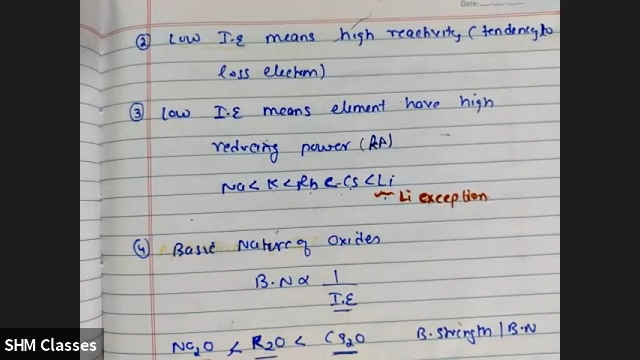 Date:
② Low I.E means high reactivity (tendency to
loss electron)
③ Low I.E means element have high
reducing power (RA)
Na < K < Rb < Cs < Li
Li exception
④ Basic Nature of Oxides
B.N ∝ 1
I.E
Na2O < K2O < Cs2O B.Strength | B.N
SHM Classes